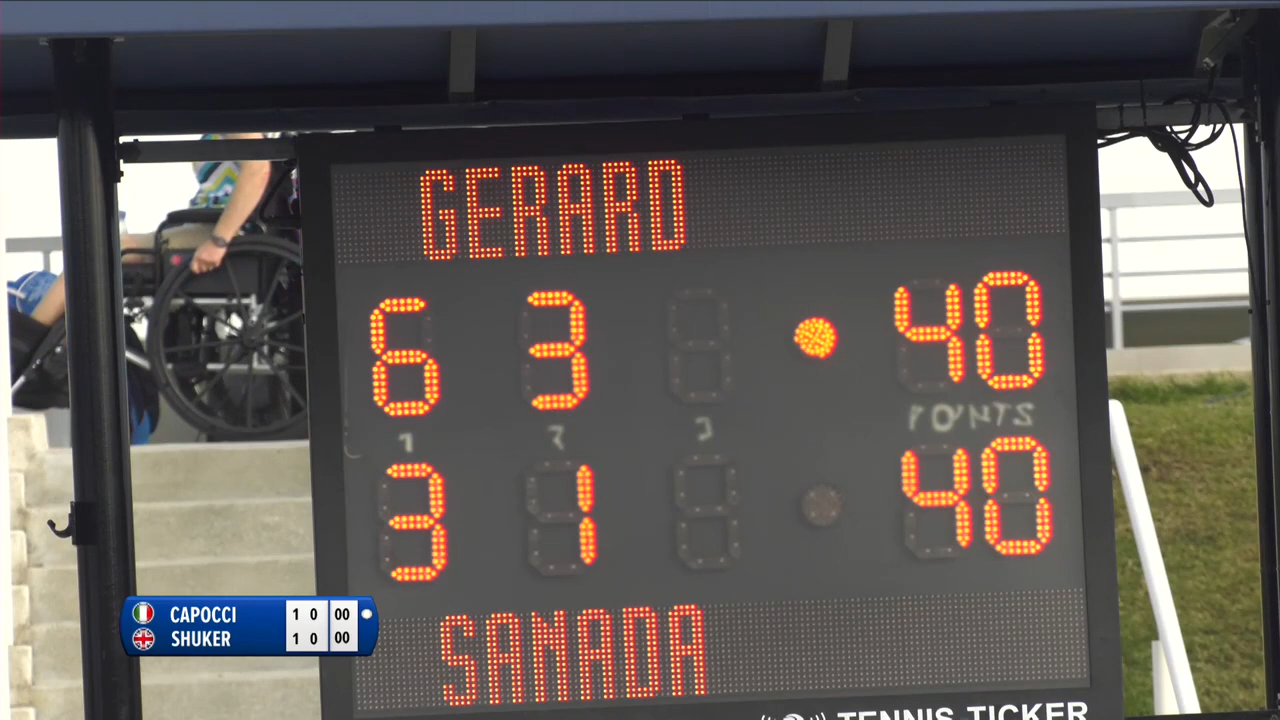 GERARD
6 3 40
1 2 3 POINTS
3 1 40
SANADA
TENNIS-TICKER
CAPOCCI 1 0 00
SHUKER 1 0 00